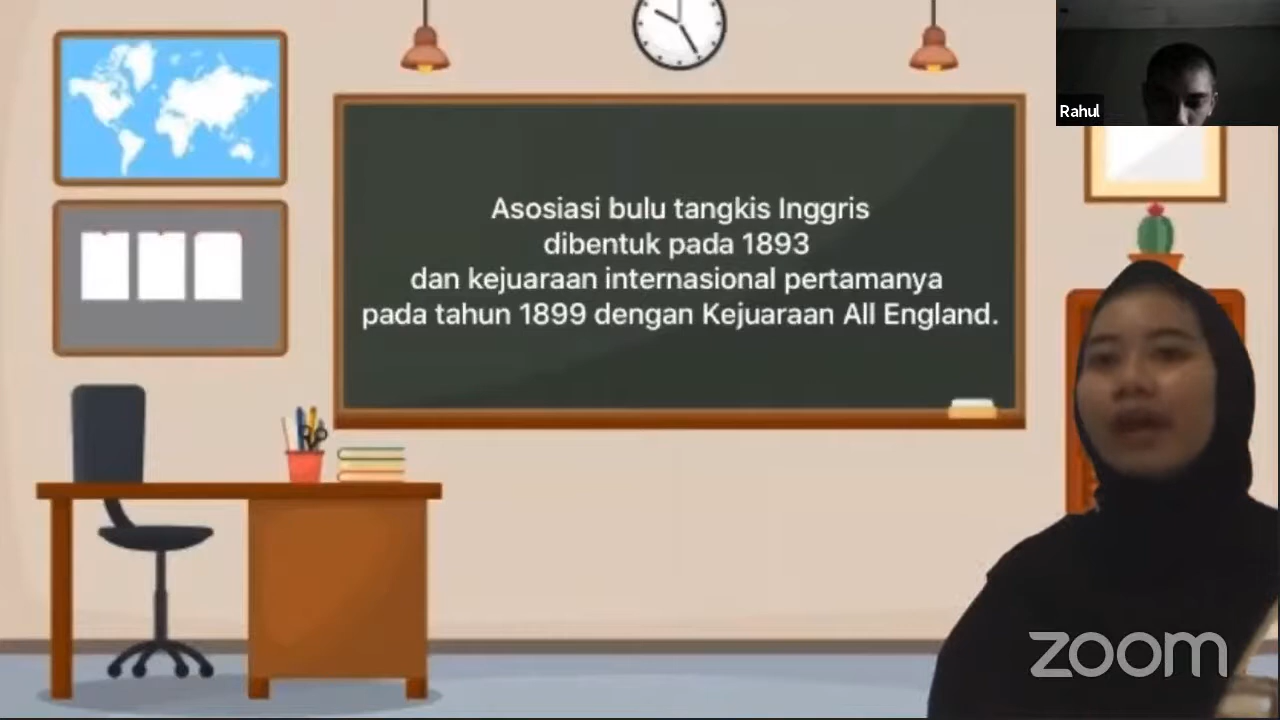 Rahul
Asosiasi bulu tangkis Inggris
dibentuk pada 1893
dan kejuaraan internasional pertamanya
pada tahun 1899 dengan Kejuaraan All England.
zoom